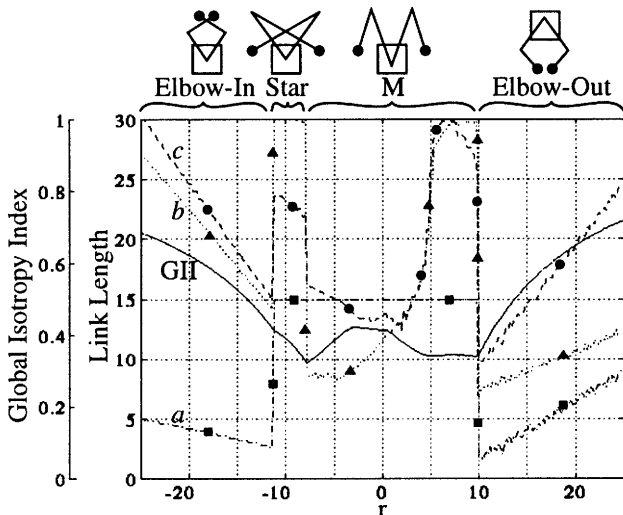 Elbow-In Star M Elbow-Out
1 30
0.8 25
20
0.6
15
0.4
10
0.2
5
0 0
Global Isotropy Index
Link Length
c
b
GII
a
-20 -10 0 10 20
r